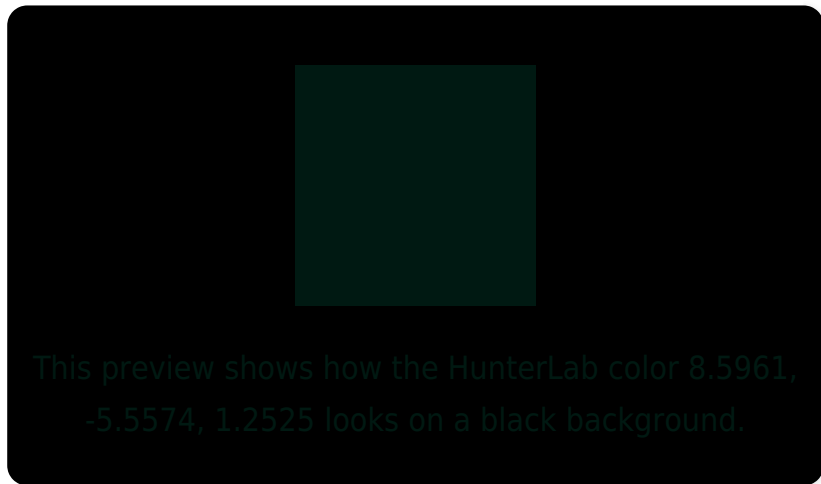 This preview shows how the HunterLab color 8.5961,
-5.5574, 1.2525 looks on a black background.